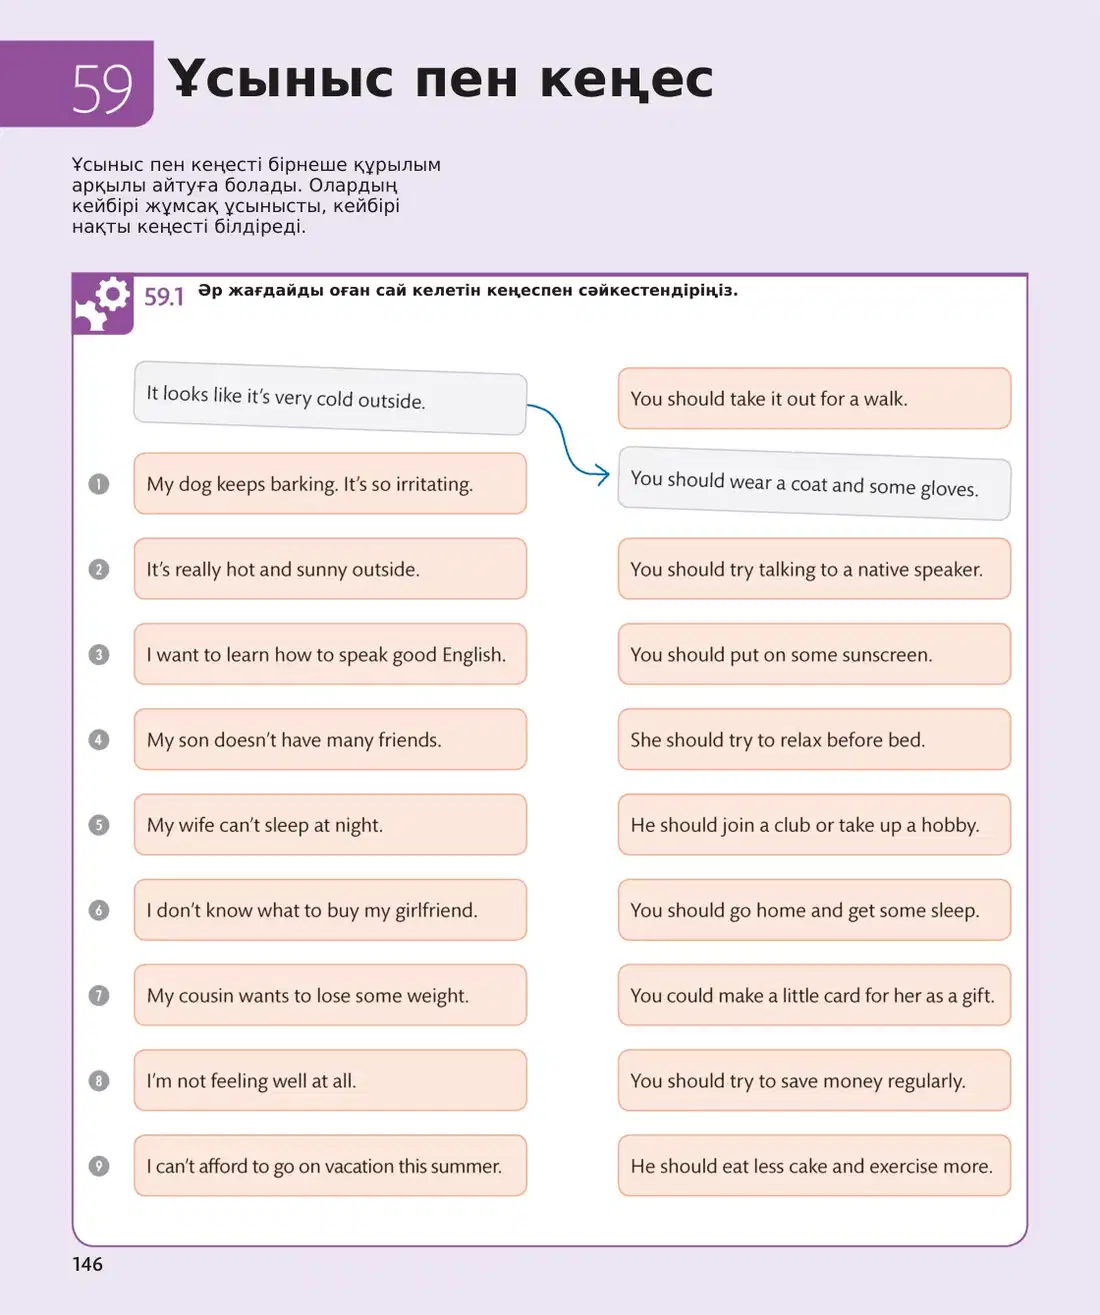 59
Ұсыныс пен кеңес
Ұсыныс пен кеңесті бірнеше құрылым
арқылы айтуға болады. Олардың
кейбірі жұмсақ ұсынысты, кейбірі
нақты кеңесті білдіреді.
59.1 Әр жағдайды оған сай келетін кеңеспен сәйкестендіріңіз.
It looks like it's very cold outside.
You should take it out for a walk.
1 My dog keeps barking. It's so irritating.
You should wear a coat and some gloves.
2 It's really hot and sunny outside.
You should try talking to a native speaker.
3 I want to learn how to speak good English.
You should put on some sunscreen.
4 My son doesn't have many friends.
She should try to relax before bed.
5 My wife can't sleep at night.
He should join a club or take up a hobby.
6 I don't know what to buy my girlfriend.
You should go home and get some sleep.
7 My cousin wants to lose some weight.
You could make a little card for her as a gift.
8 I'm not feeling well at all.
You should try to save money regularly.
9 I can't afford to go on vacation this summer.
He should eat less cake and exercise more.
146